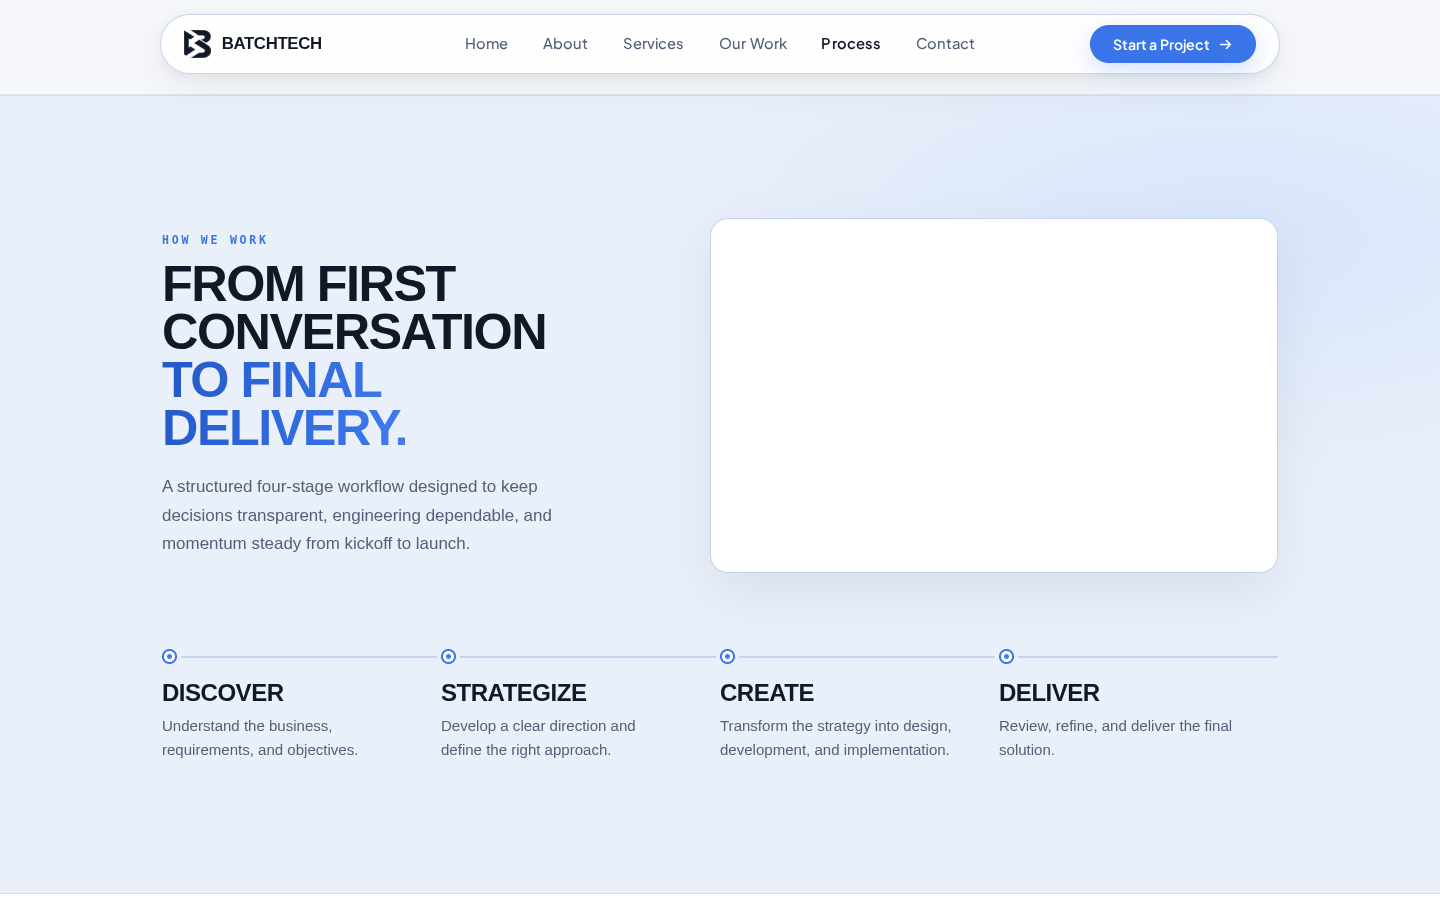 BATCHTECH
Home
About
Services
Our Work
Process
Contact
Start a Project
HOW WE WORK
FROM FIRST
CONVERSATION
TO FINAL
DELIVERY.
A structured four-stage workflow designed to keep
decisions transparent, engineering dependable, and
momentum steady from kickoff to launch.
DISCOVER
Understand the business,
requirements, and objectives.
STRATEGIZE
Develop a clear direction and
define the right approach.
CREATE
Transform the strategy into design,
development, and implementation.
DELIVER
Review, refine, and deliver the final
solution.